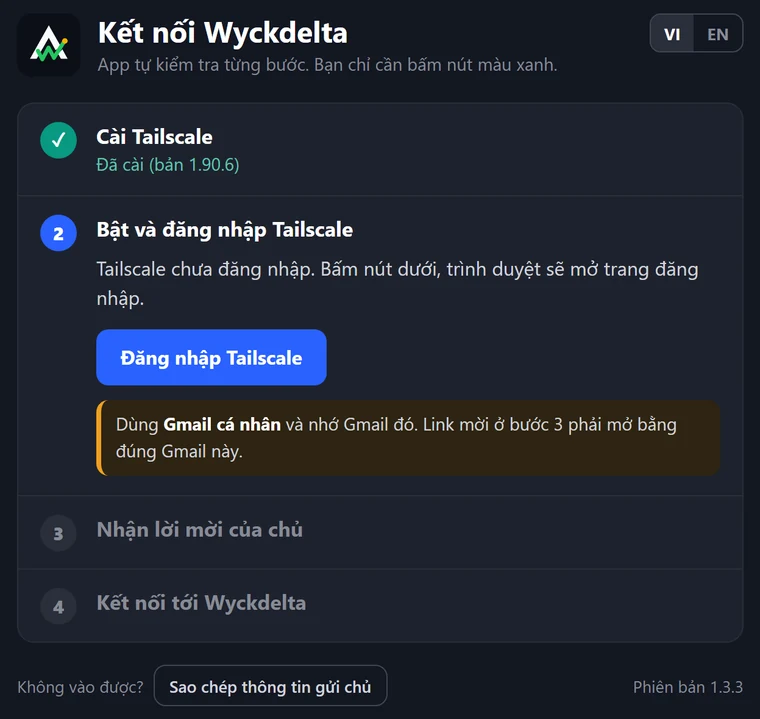 Kết nối Wyckdelta
App tự kiểm tra từng bước. Bạn chỉ cần bấm nút màu xanh.
VI EN
Cài Tailscale
Đã cài (bản 1.90.6)
2 Bật và đăng nhập Tailscale
Tailscale chưa đăng nhập. Bấm nút dưới, trình duyệt sẽ mở trang đăng
nhập.
Đăng nhập Tailscale
Dùng Gmail cá nhân và nhớ Gmail đó. Link mời ở bước 3 phải mở bằng
đúng Gmail này.
3 Nhận lời mời của chủ
4 Kết nối tới Wyckdelta
Không vào được? Sao chép thông tin gửi chủ Phiên bản 1.3.3